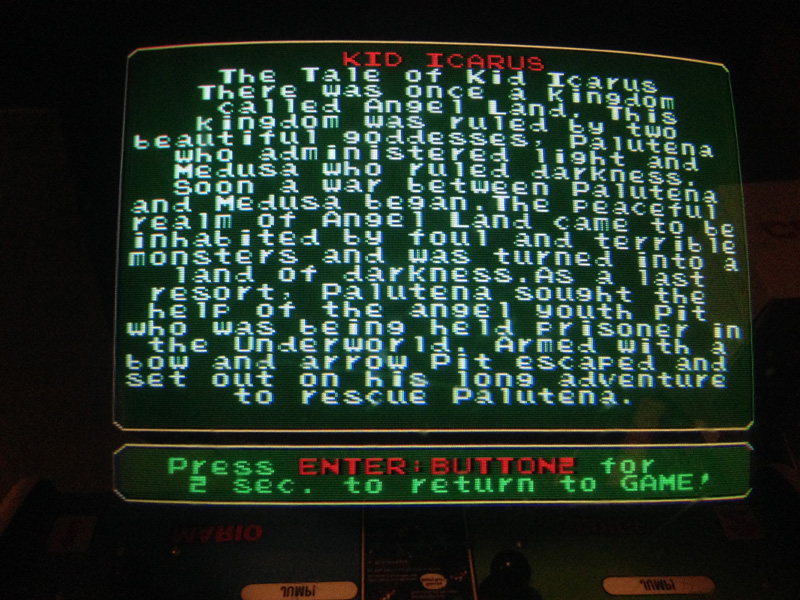 KID ICARUS
The Tale of Kid Icarus
There was once a kingdom
called Angel Land. This
kingdom was ruled by two
beautiful goddesses, Palutena
who administered light and
Medusa who ruled darkness.
Soon a war between Palutena
and Medusa began.The peaceful
realm of Angel Land came to be
inhabited by foul and terrible
monsters and was turned into a
land of darkness.As a last
resort, Palutena sought the
help of the angel youth Pit
who was being held prisoner in
the Underworld. Armed with a
bow and arrow Pit escaped and
set out on his long adventure
to rescue Palutena.
Press ENTER:BUTTON2 for
2 sec. to return to GAME!
MARIO
JUMP!
JUMP!